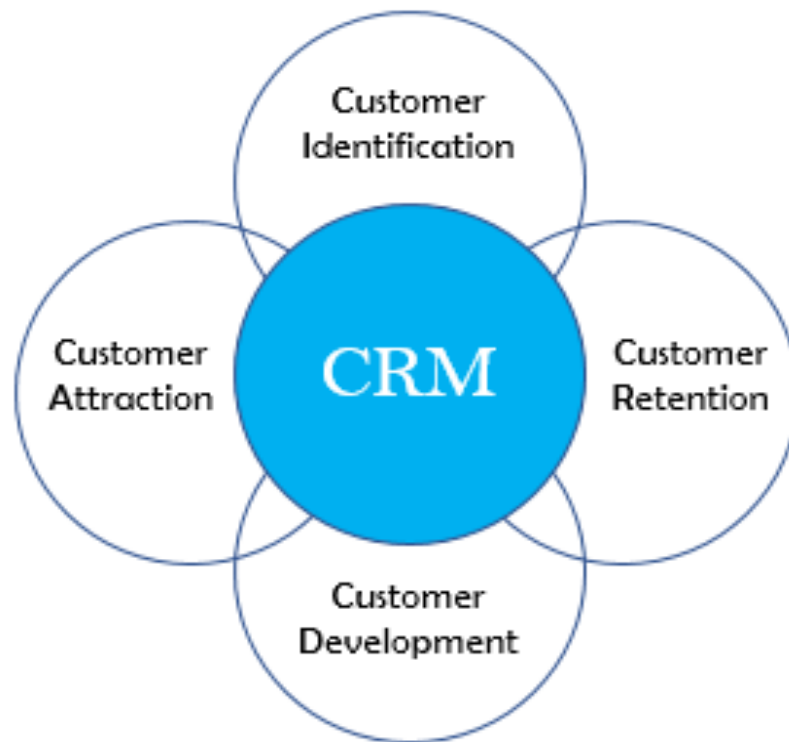 Customer
Identification
Customer
Attraction
CRM
Customer
Retention
Customer
Development